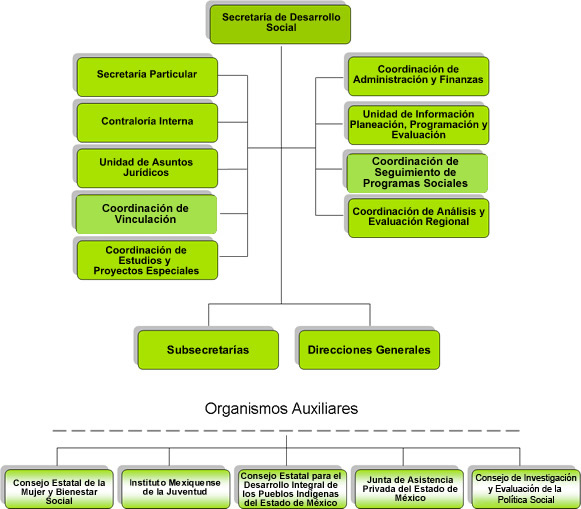 Secretaría de Desarrollo
Social
Secretaría Particular
Contraloría Interna
Unidad de Asuntos
Jurídicos
Coordinación de
Vinculación
Coordinación de
Estudios y
Proyectos Especiales
Coordinación de
Administración y Finanzas
Unidad de Información
Planeación, Programación y
Evaluación
Coordinación de
Seguimiento de
Programas Sociales
Coordinación de Análisis y
Evaluación Regional
Subsecretarías
Direcciones Generales
Organismos Auxiliares
Consejo Estatal de la
Mujer y Bienestar
Social
Instituto Mexiquense
de la Juventud
Consejo Estatal para el
Desarrollo Integral de
los Pueblos Indígenas
del Estado de México
Junta de Asistencia
Privada del Estado de
México
Consejo de Investigación
y Evaluación de la
Política Social